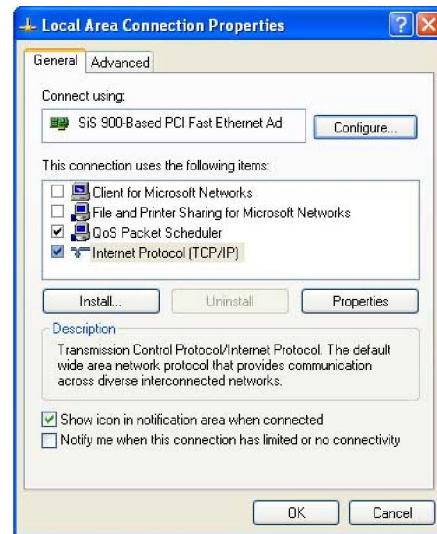 Local Area Connection Properties
General Advanced
Connect using:
SiS 900-Based PCI Fast Ethernet Ad
Configure...
This connection uses the following items:
Client for Microsoft Networks
File and Printer Sharing for Microsoft Networks
QoS Packet Scheduler
Internet Protocol (TCP/IP)
Install... Uninstall Properties
Description
Transmission Control Protocol/Internet Protocol. The default
wide area network protocol that provides communication
across diverse interconnected networks.
Show icon in notification area when connected
Notify me when this connection has limited or no connectivity
OK Cancel